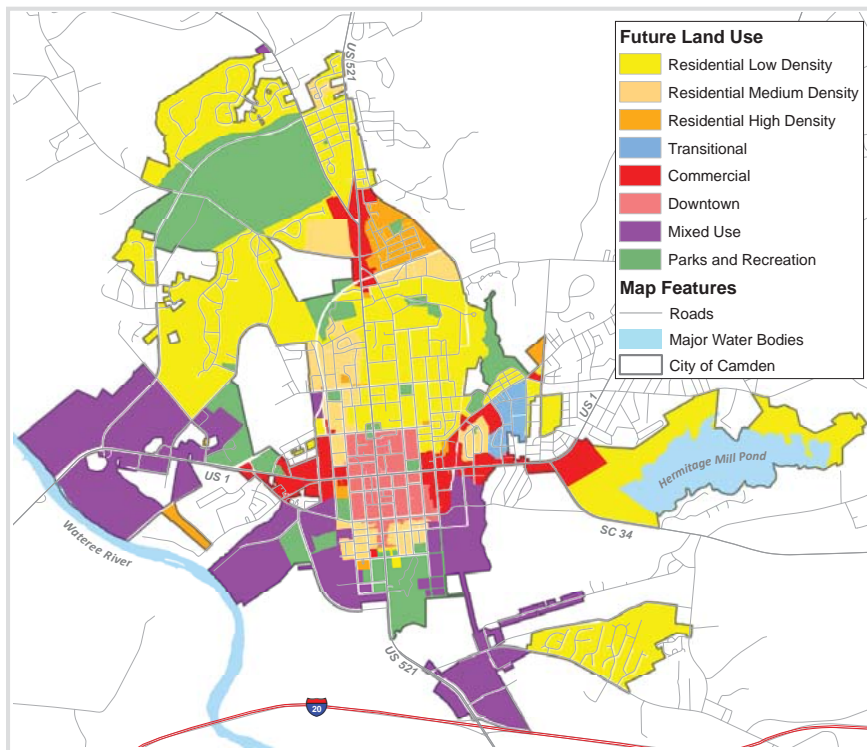 US 521
Future Land Use
Residential Low Density
Residential Medium Density
Residential High Density
Transitional
Commercial
Downtown
Mixed Use
Parks and Recreation
Map Features
Roads
Major Water Bodies
City of Camden
US 1
Hermitage Mill Pond
US 1
SC 34
Wateree River
US 521
20